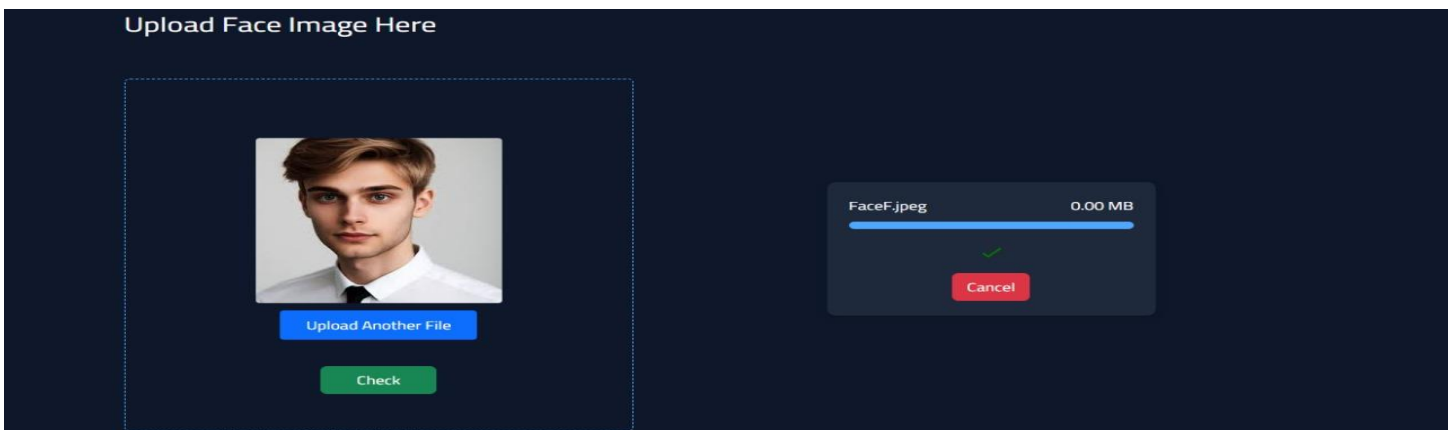 Upload Face Image Here
FaceF.jpeg 0.00 MB
Cancel
Upload Another File
Check